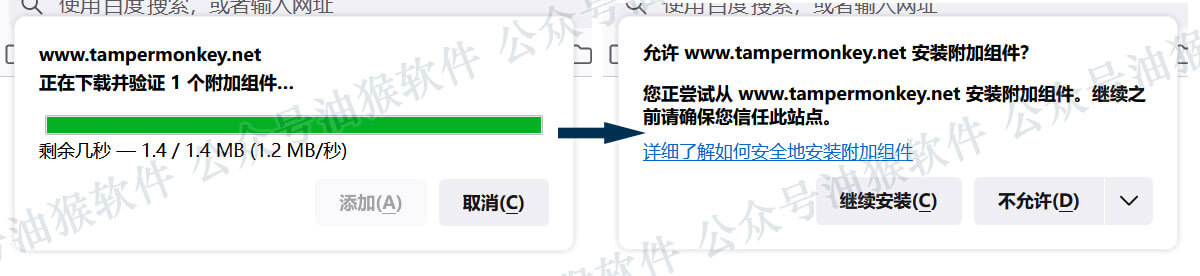 使用百度搜索，或者输入网址
www.tampermonkey.net
正在下载并验证 1 个附加组件...
剩余几秒 — 1.4 / 1.4 MB (1.2 MB/秒)
添加(A)
取消(C)
使用百度搜索，或者输入网址
允许 www.tampermonkey.net 安装附加组件?
您正尝试从 www.tampermonkey.net 安装附加组件。继续之
前请确保您信任此站点。
详细了解如何安全地安装附加组件
继续安装(C)
不允许(D)
公众号油猴软件 公众号油猴软件
公众号油猴软件 公众号油猴软件